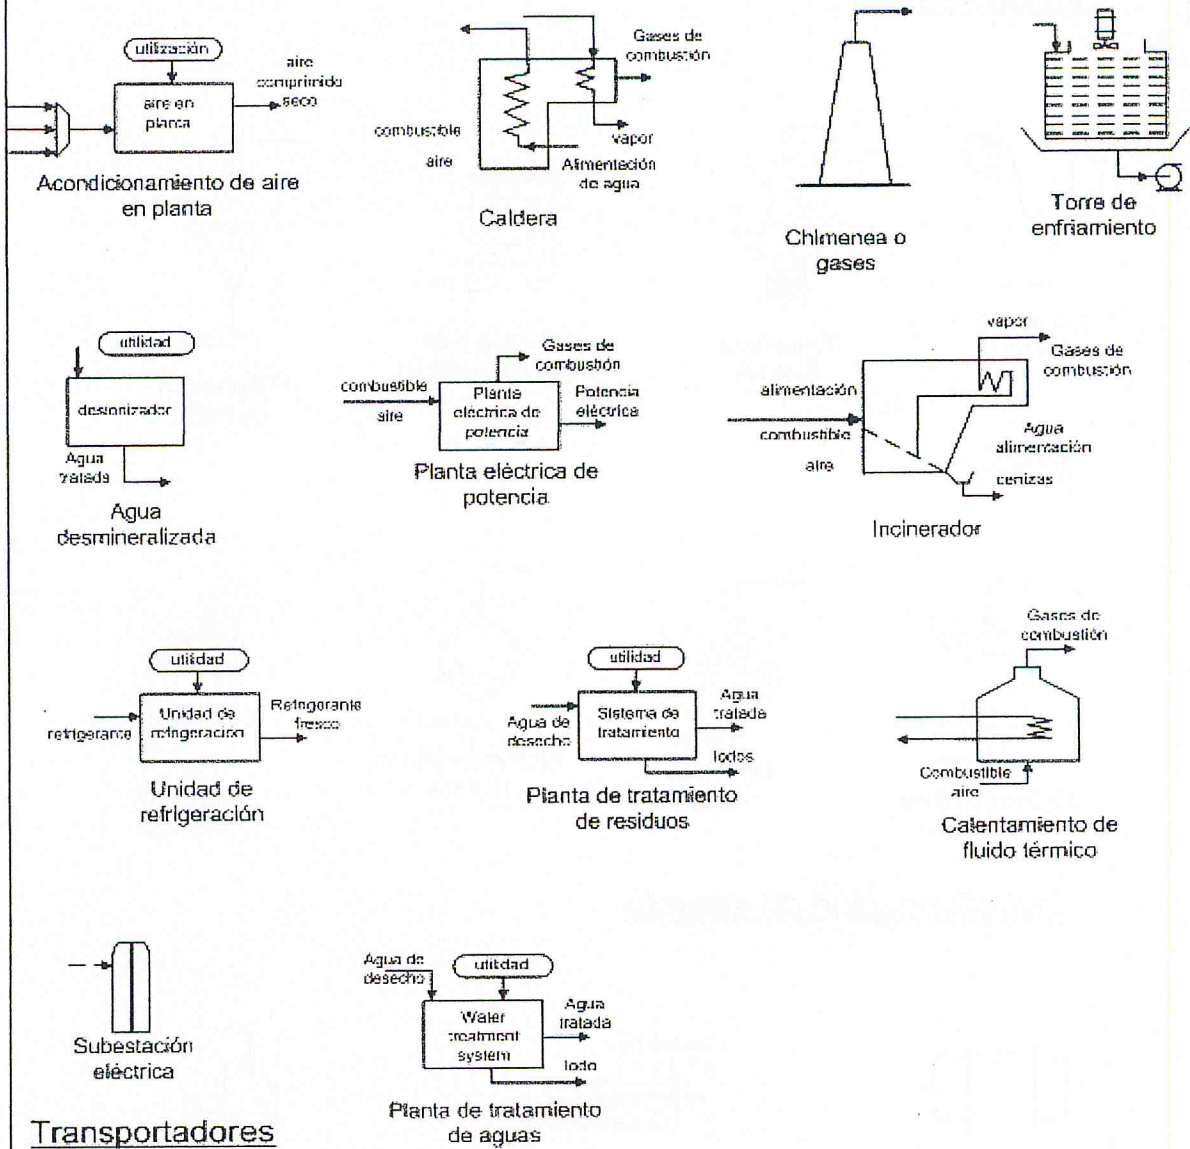 utilización
aire en
planta
aire
comprimido
seco
Acondicionamiento de aire
en planta
Gases de
combustión
combustible
aire
vapor
Alimentación
de agua
Caldera
Chimenea o
gases
Torre de
enfriamiento
utilidad
desionizador
Agua
tratada
Agua
desmineralizada
combustible
aire
Gases de
combustión
Planta
eléctrica de
potencia
Potencia
eléctrica
Planta eléctrica de
potencia
vapor
Gases de
combustión
alimentación
combustible
aire
Agua
alimentación
cenizas
Incinerador
utilidad
refrigerante
Unidad de
refrigeración
Refrigerante
fresco
Unidad de
refrigeración
utilidad
Agua de
desecho
Sistema de
tratamiento
Agua
tratada
lodos
Planta de tratamiento
de residuos
Gases de
combustión
Combustible
aire
Calentamiento de
fluido térmico
Subestación
eléctrica
Agua de
desecho
utilidad
Water
treatment
system
Agua
tratada
lodo
Planta de tratamiento
de aguas
Transportadores